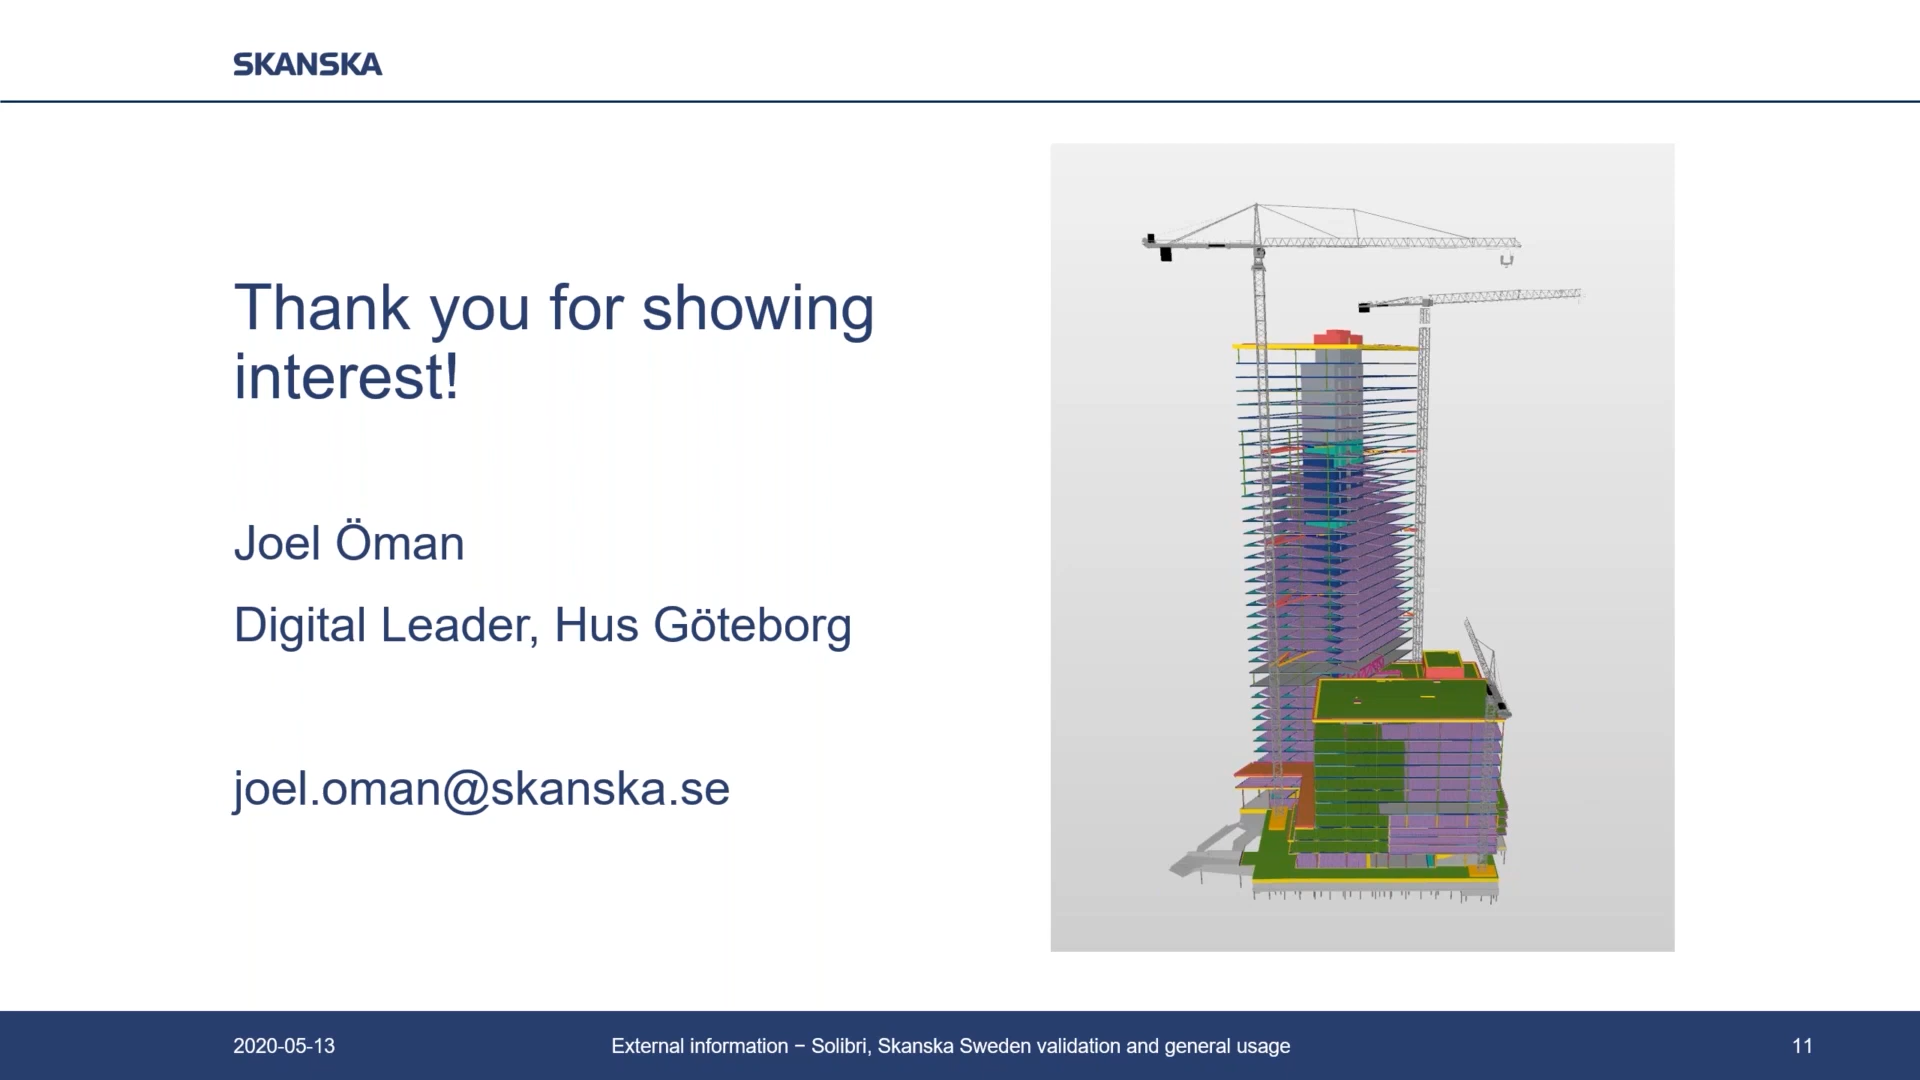 SKANSKA
Thank you for showing
interest!
Joel Öman
Digital Leader, Hus Göteborg
joel.oman@skanska.se
2020-05-13
External information – Solibri, Skanska Sweden validation and general usage
11